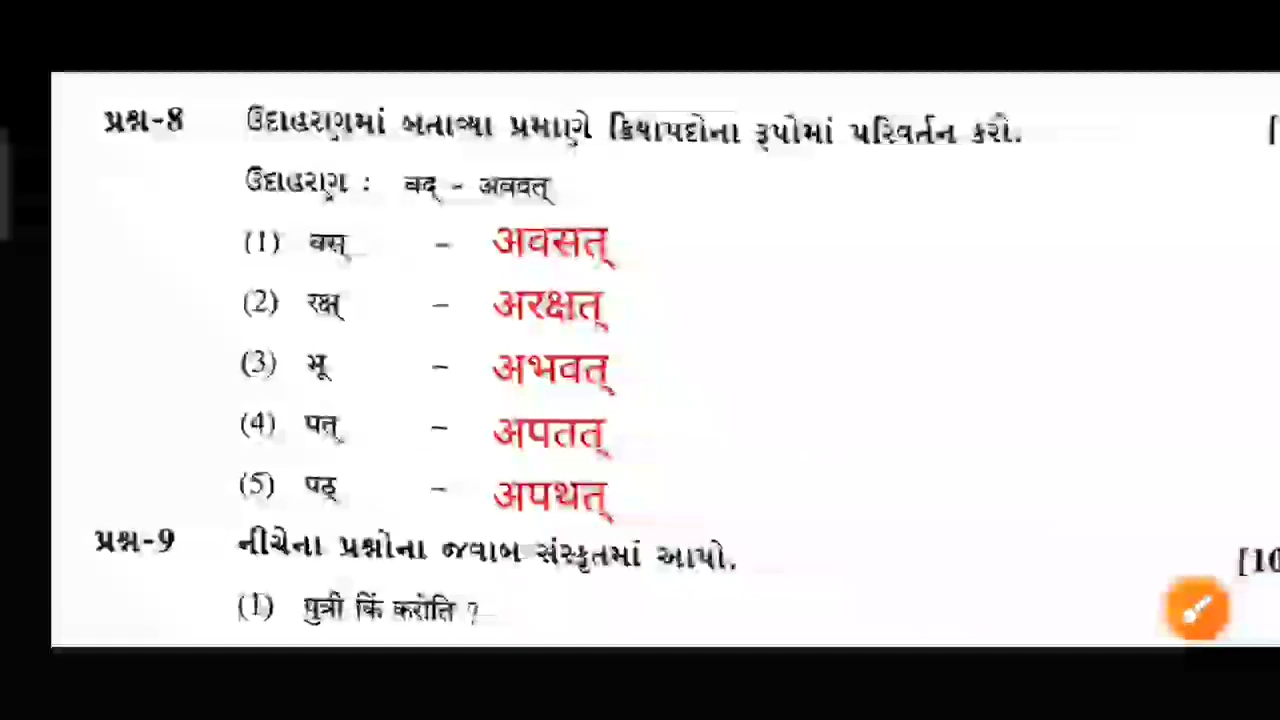 પ્રશ્ન-8 ઉદાહરણમાં બતાવ્યા પ્રમાણે ક્રિયાપદોના રૂપોમાં પરિવર્તન કરો. [
ઉદાહરણ : वद् - अवदत्
(1) वस् - अवसत्
(2) रक्ष् - अरक्षत्
(3) भू - अभवत्
(4) पत् - अपतत्
(5) पठ् - अपथत्
પ્રશ્ન-9 નીચેના પ્રશ્નોના જવાબ સંસ્કૃતમાં આપો. [10
(1) पुत्री किं करोति ?